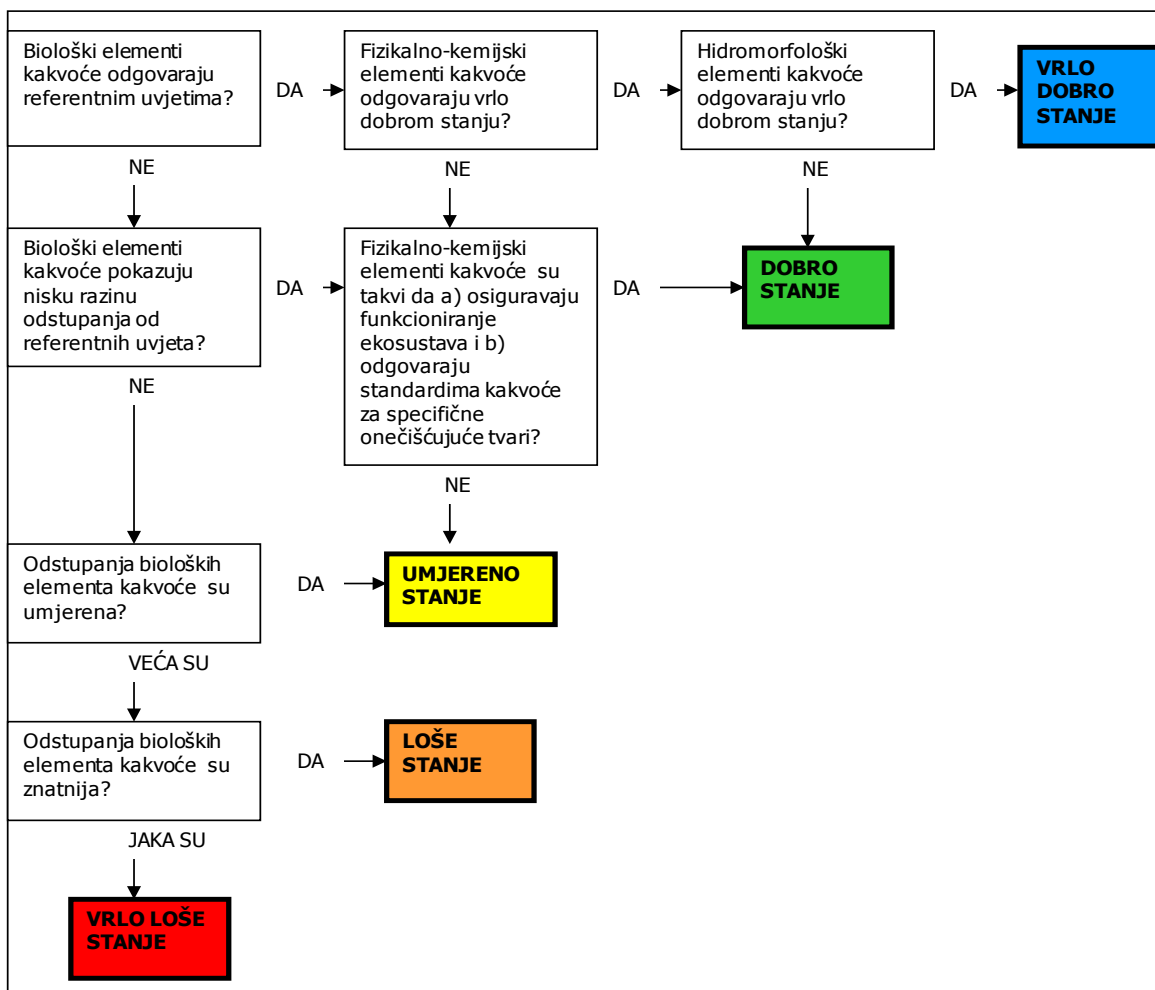 Biološki elementi
kakvoće odgovaraju
referentnim uvjetima?
DA
Fizikalno-kemijski
elementi kakvoće
odgovaraju vrlo
dobrom stanju?
DA
Hidromorfološki
elementi kakvoće
odgovaraju vrlo
dobrom stanju?
DA
VRLO
DOBRO
STANJE
NE
NE
NE
Biološki elementi
kakvoće pokazuju
nisku razinu
odstupanja od
referentnih uvjeta?
DA
Fizikalno-kemijski
elementi kakvoće su
takvi da a) osiguravaju
funkcioniranje
ekosustava i b)
odgovaraju
standardima kakvoće
za specifične
onečišćujuće tvari?
DA
DOBRO
STANJE
NE
NE
Odstupanja bioloških
elementa kakvoće su
umjerena?
DA
UMJERENO
STANJE
VEĆA SU
Odstupanja bioloških
elementa kakvoće su
znatnija?
DA
LOŠE
STANJE
JAKA SU
VRLO LOŠE
STANJE